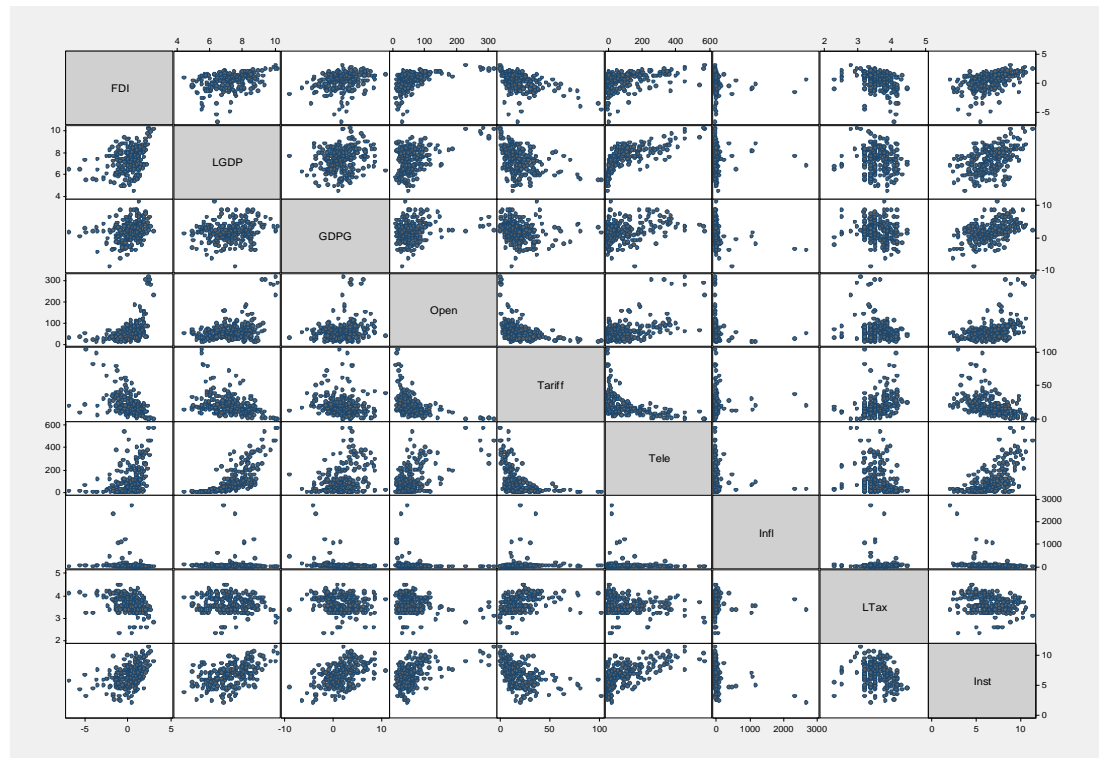 4 6 8 10 0 100 200 300 0 200 400 600 2 3 4 5
FDI 5 0 -5
10 8 6 4 LGDP
GDPG 10 0 -10
300 200 100 0 Open
Tariff 100 50 0
600 400 200 0 Tele
Infl 3000 2000 1000 0
5 4 3 2 LTax
Inst 10 5 0
-5 0 5 -10 0 10 0 50 100 0 1000 2000 3000 0 5 10